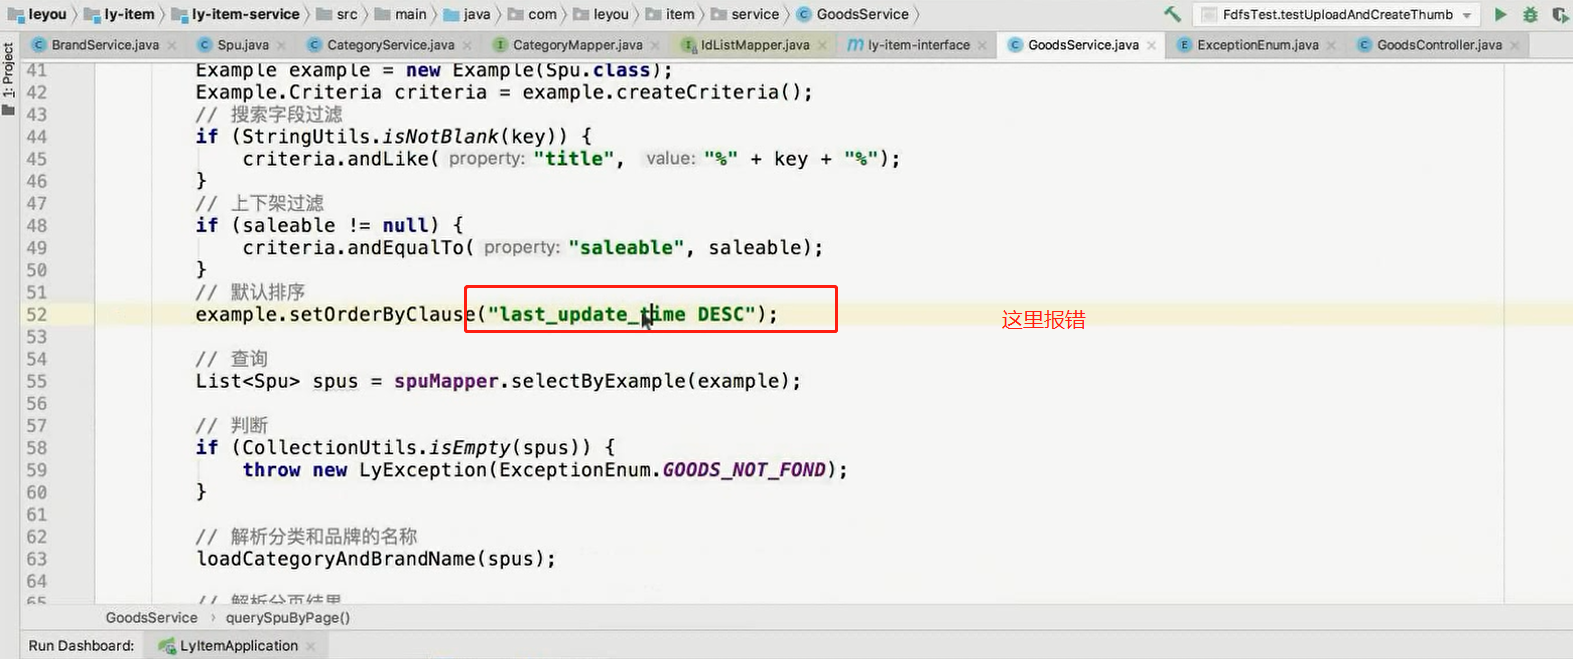 leyou ly-item ly-item-service src main java com leyou item service GoodsService FdfsTest.testUploadAndCreateThumb
BrandService.java Spu.java CategoryService.java CategoryMapper.java IdListMapper.java ly-item-interface GoodsService.java ExceptionEnum.java GoodsController.java
1: Project
41 Example example = new Example(Spu.class);
42 Example.Criteria criteria = example.createCriteria();
43 // 搜索字段过滤
44 if (StringUtils.isNotBlank(key)) {
45 criteria.andLike( property: "title", value: "%" + key + "%");
46 }
47 // 上下架过滤
48 if (saleable != null) {
49 criteria.andEqualTo( property: "saleable", saleable);
50 }
51 // 默认排序
52 example.setOrderByClause("last_update_time DESC");
这里报错
53
54 // 查询
55 List<Spu> spus = spuMapper.selectByExample(example);
56
57 // 判断
58 if (CollectionUtils.isEmpty(spus)) {
59 throw new LyException(ExceptionEnum.GOODS_NOT_FOND);
60 }
61
62 // 解析分类和品牌的名称
63 loadCategoryAndBrandName(spus);
64
65 // 解析分页结果
GoodsService querySpuByPage()
Run Dashboard: LyItemApplication